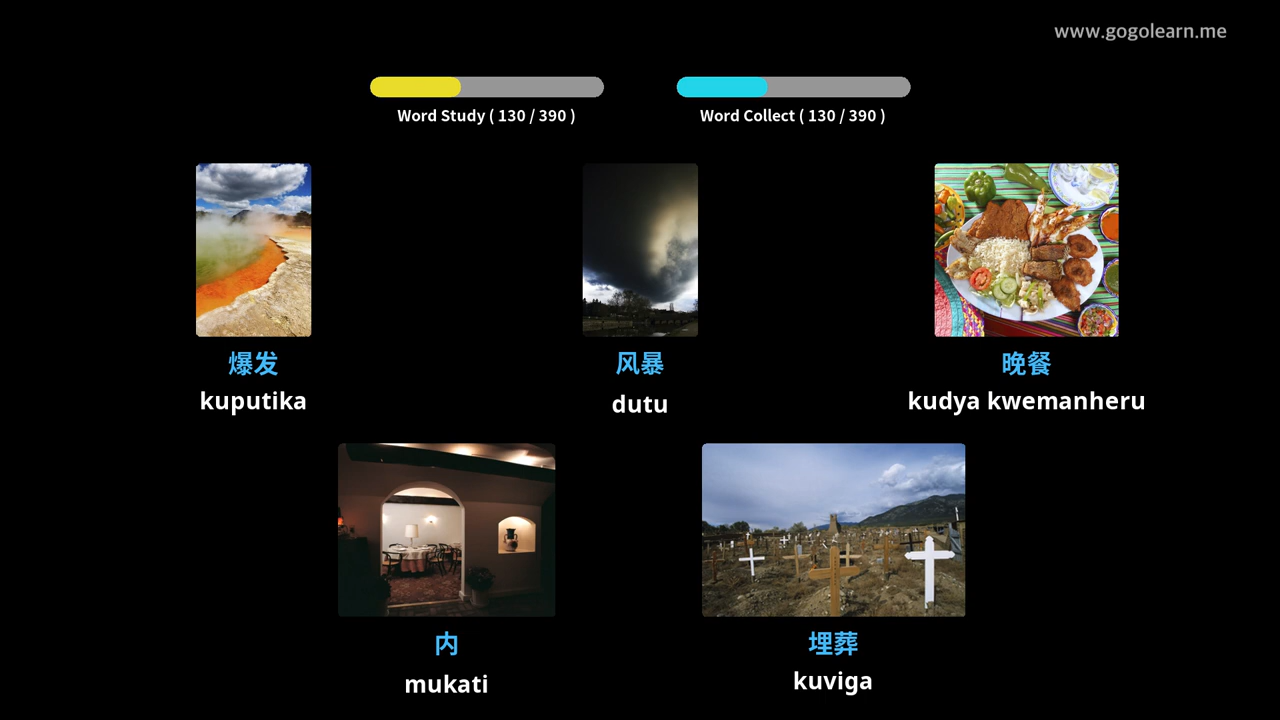 www.gogolearn.me
Word Study ( 130 / 390 )
Word Collect ( 130 / 390 )
爆发
kuputika
风暴
dutu
晚餐
kudya kwemanheru
内
mukati
埋葬
kuviga